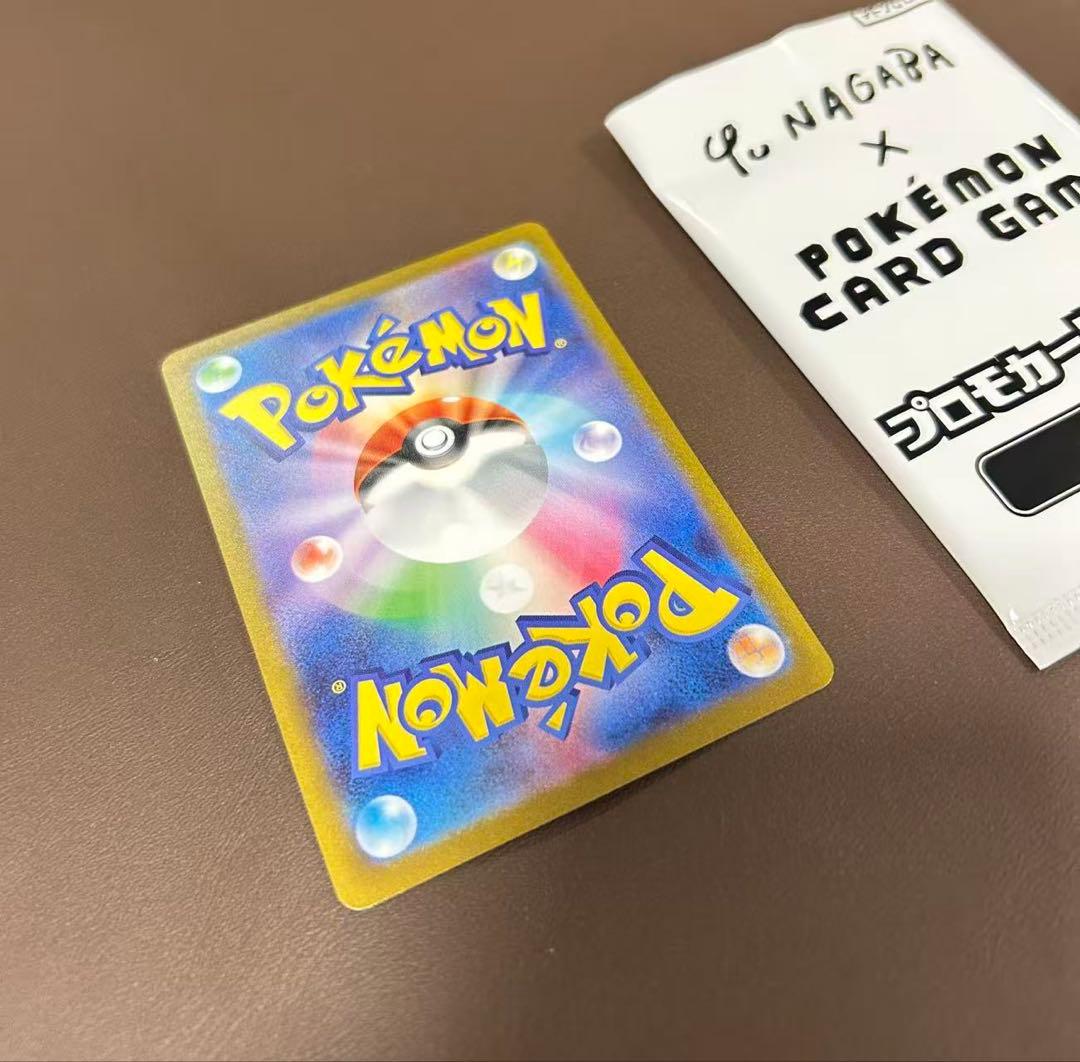 Pokémon
®
Pokémon
®
Yu NAGABA
×
POKÉMON
CARD GAM
プロモカー